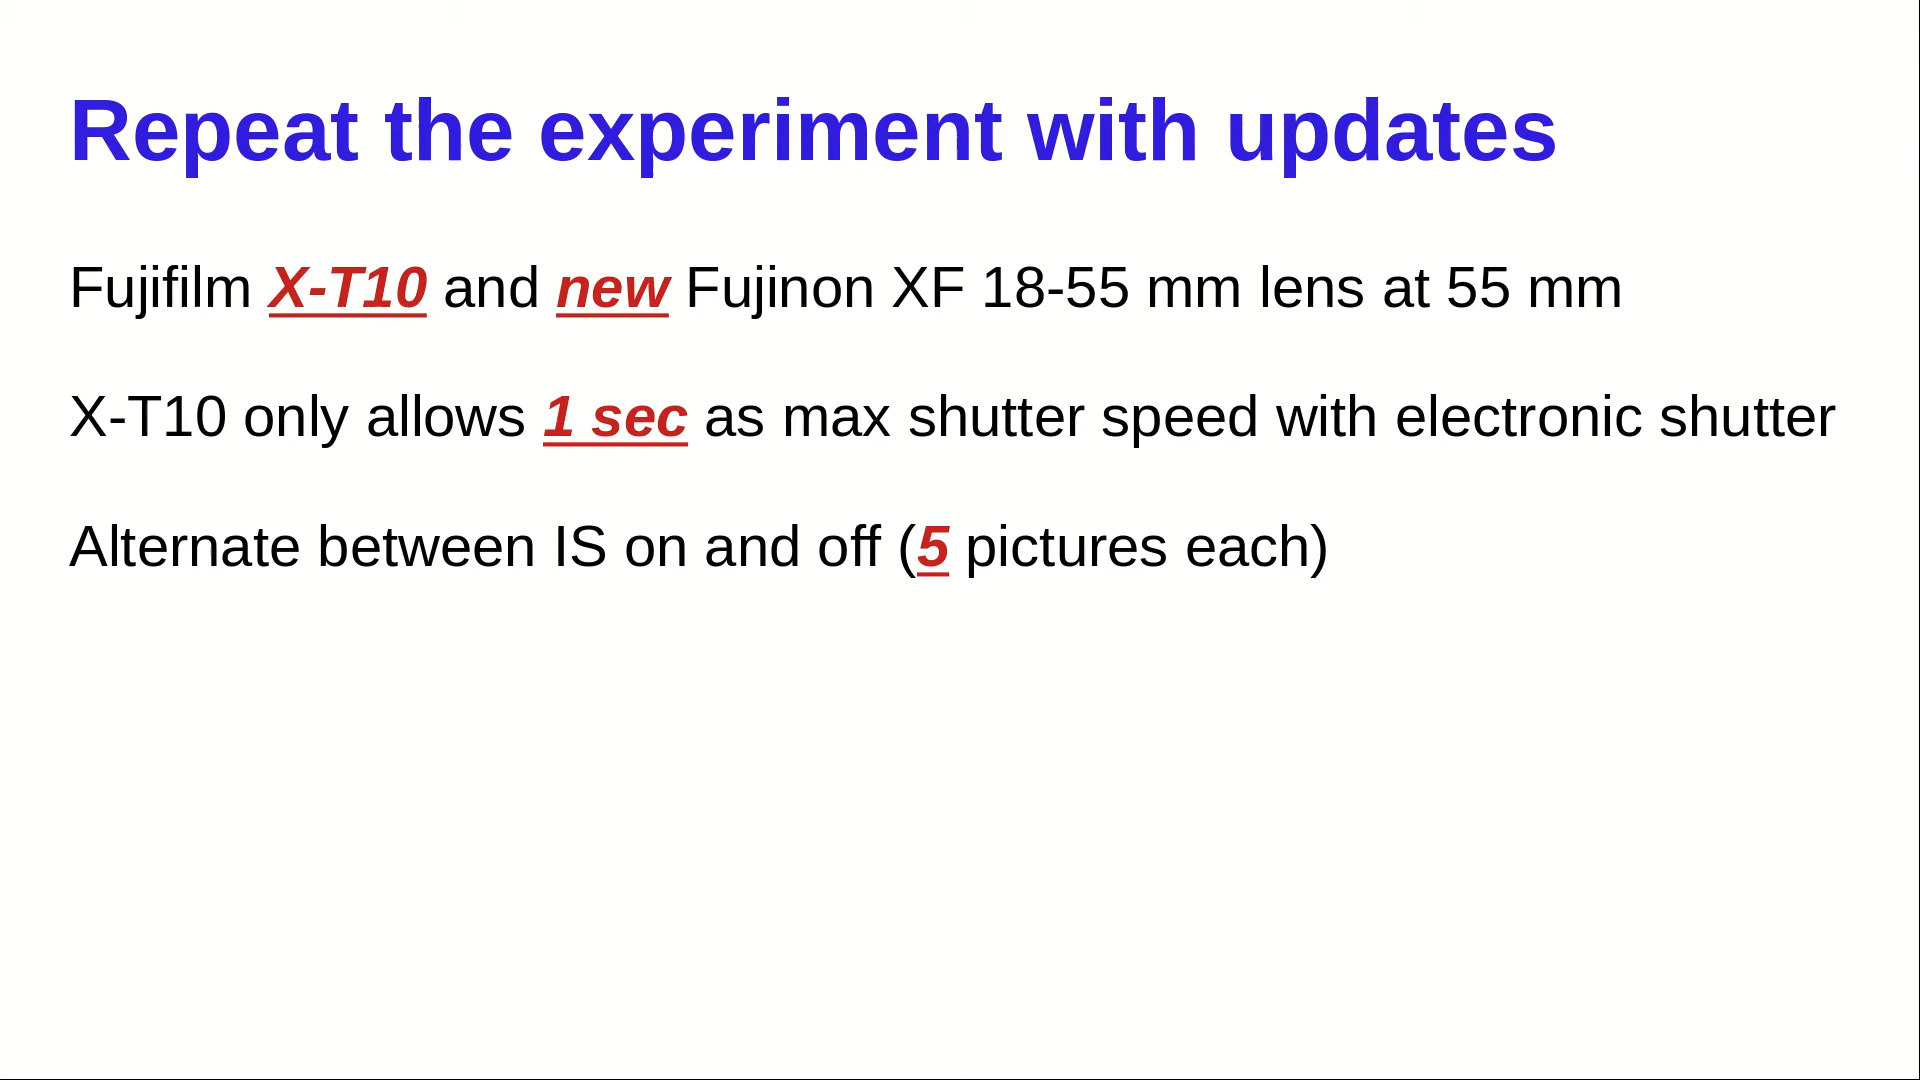 Repeat the experiment with updates
Fujifilm X-T10 and new Fujinon XF 18-55 mm lens at 55 mm
X-T10 only allows 1 sec as max shutter speed with electronic shutter
Alternate between IS on and off (5 pictures each)